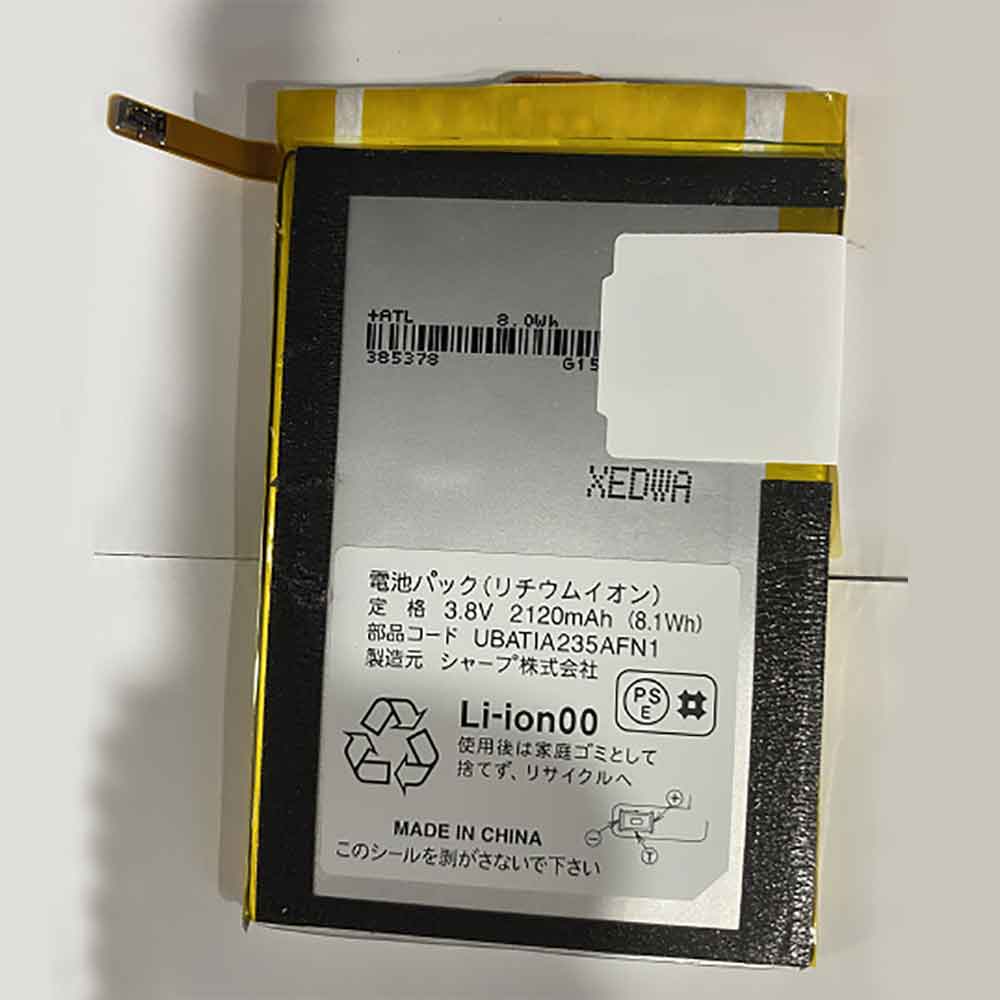 +ATL 8.0Wh
385378 G15
XEDWA
電池パック(リチウムイオン)
定 格 3.8V 2120mAh (8.1Wh)
部品コード UBATIA235AFN1
製造元 シャープ株式会社
PS
E
Li-ion00
使用後は家庭ゴミとして
捨てず、リサイクルへ
+
-
T
MADE IN CHINA
このシールを剥がさないで下さい